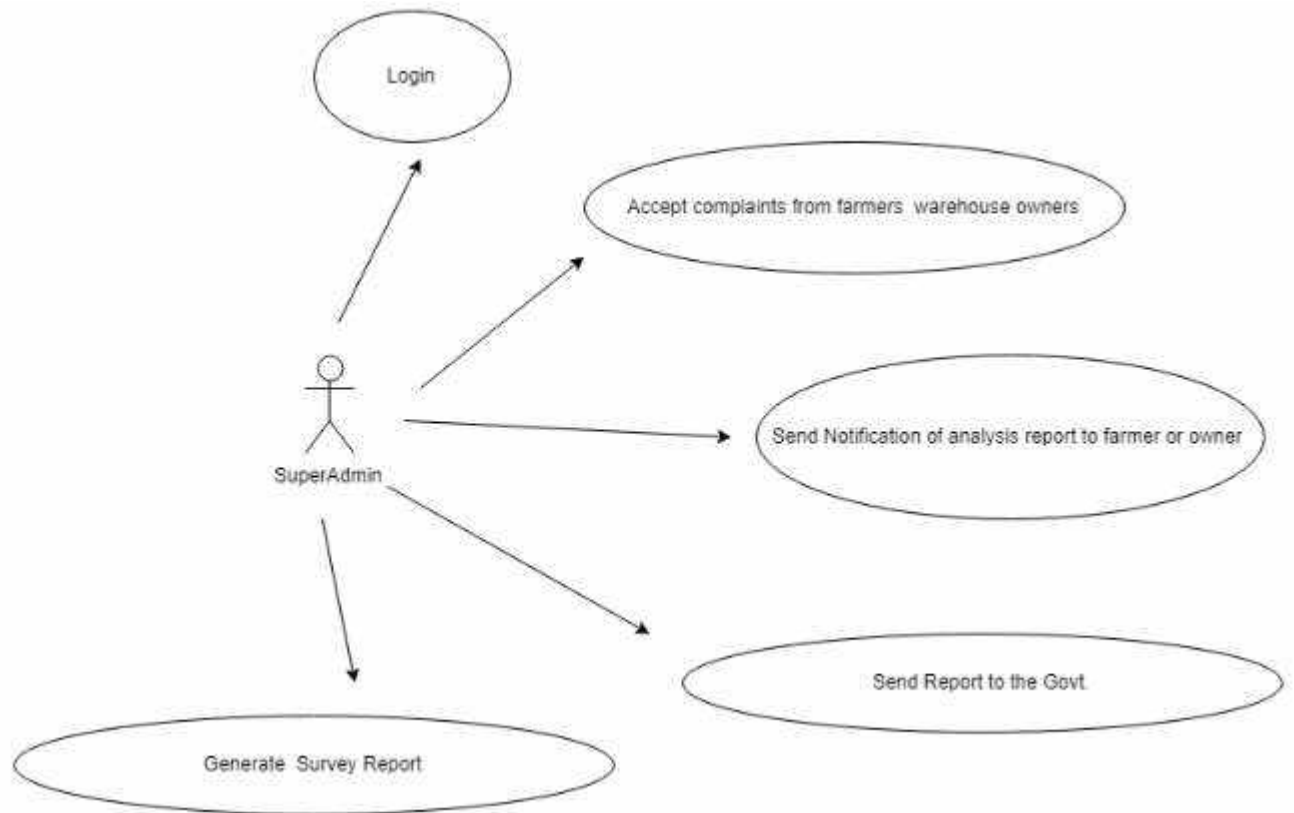 Login
Accept complaints from farmers  warehouse owners
Send Notification of analysis report to farmer or owner
SuperAdmin
Send Report to the Govt.
Generate  Survey Report